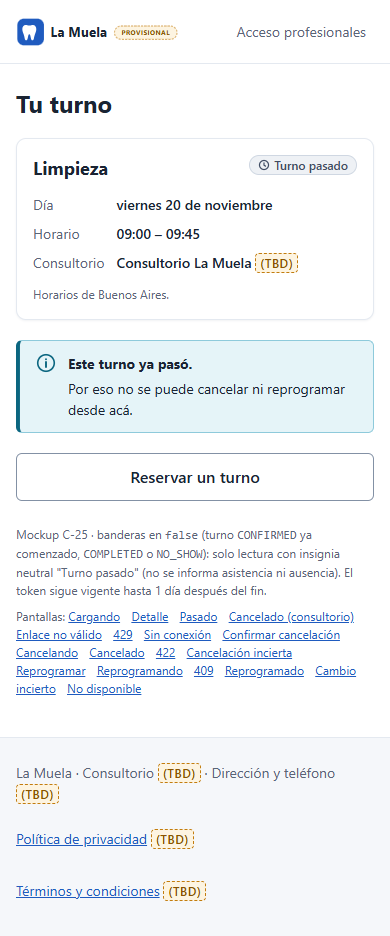 La Muela PROVISIONAL Acceso profesionales
Tu turno
Limpieza Turno pasado
Día viernes 20 de noviembre
Horario 09:00 – 09:45
Consultorio Consultorio La Muela (TBD)
Horarios de Buenos Aires.
Este turno ya pasó.
Por eso no se puede cancelar ni reprogramar
desde acá.
Reservar un turno
Mockup C-25 · banderas en false (turno CONFIRMED ya
comenzado, COMPLETED o NO_SHOW): solo lectura con insignia
neutral "Turno pasado" (no se informa asistencia ni ausencia). El
token sigue vigente hasta 1 día después del fin.
Pantallas: Cargando Detalle Pasado Cancelado (consultorio)
Enlace no válido 429 Sin conexión Confirmar cancelación
Cancelando Cancelado 422 Cancelación incierta
Reprogramar Reprogramando 409 Reprogramado Cambio
incierto No disponible
La Muela · Consultorio (TBD) · Dirección y teléfono
(TBD)
Política de privacidad (TBD)
Términos y condiciones (TBD)